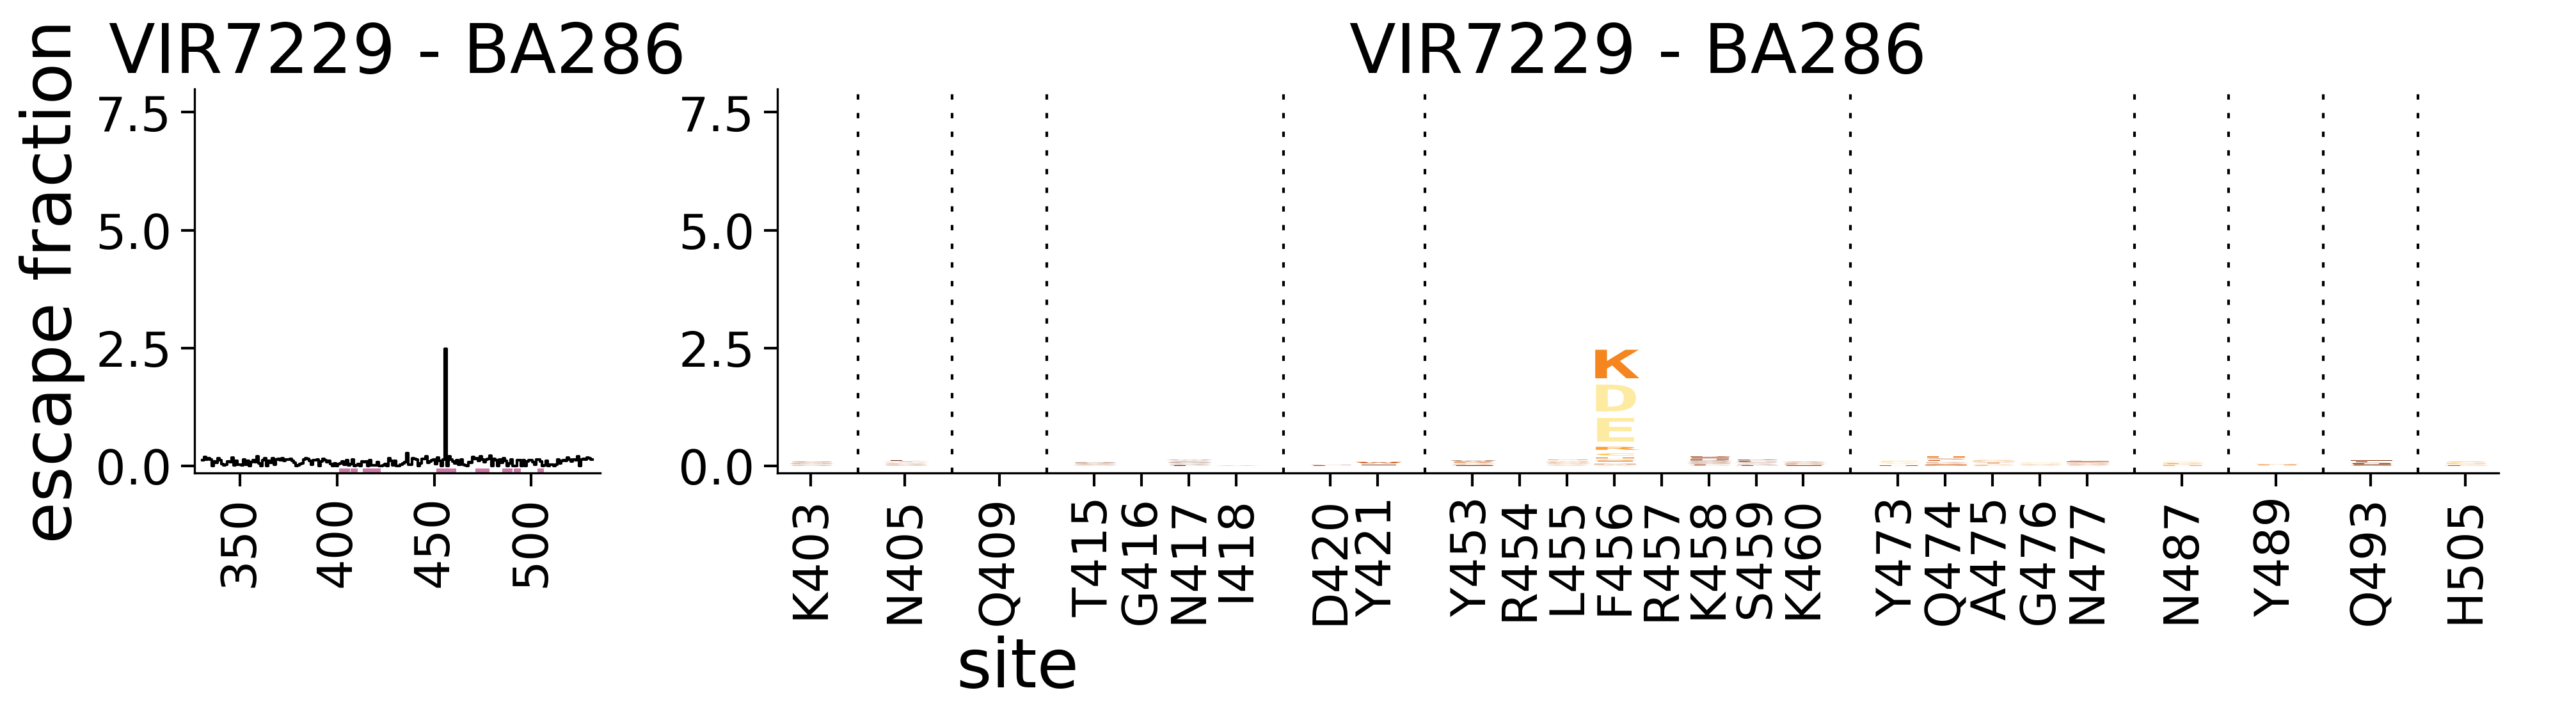 VIR7229 - BA286
VIR7229 - BA286
escape fraction
7.5
5.0
2.5
0.0
350
400
450
500
7.5
5.0
2.5
0.0
K
D
E
K403
N405
Q409
T415
G416
N417
I418
D420
Y421
Y453
R454
L455
F456
R457
K458
S459
K460
Y473
Q474
A475
G476
N477
N487
Y489
Q493
H505
site